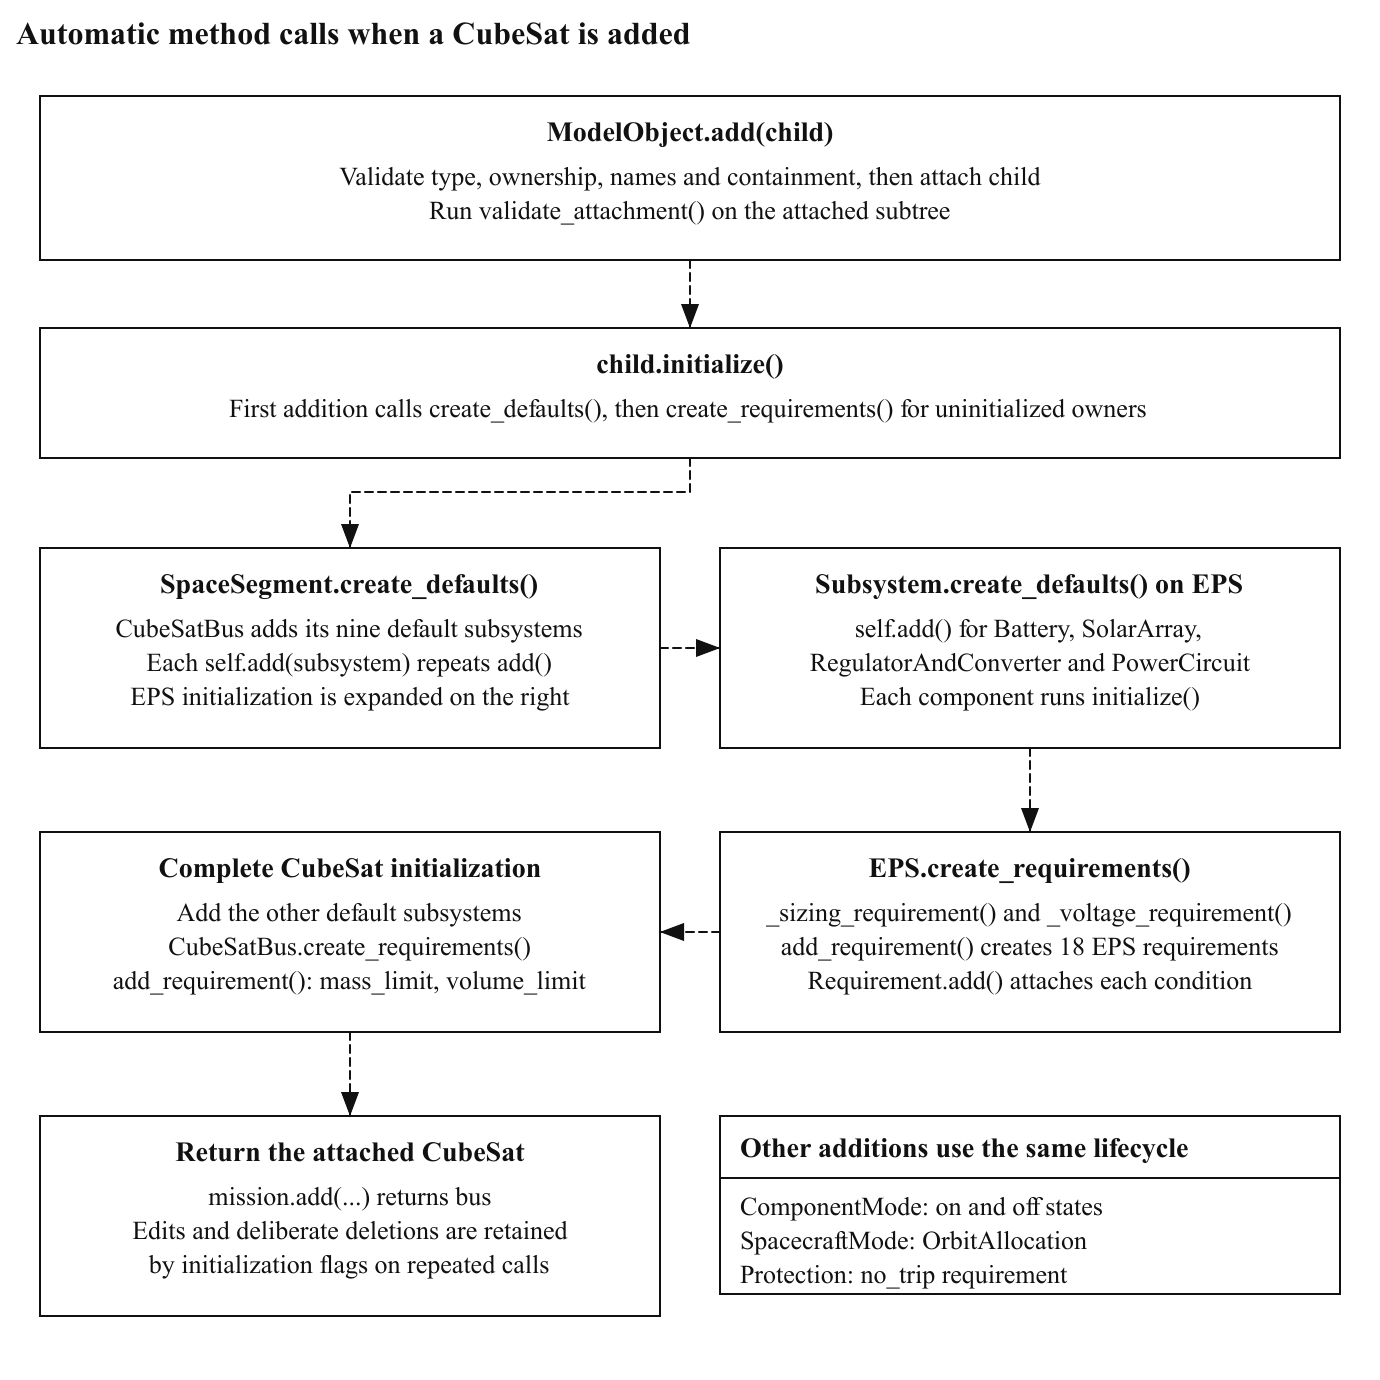 Automatic method calls when a CubeSat is added
ModelObject.add(child)
Validate type, ownership, names and containment, then attach child
Run validate_attachment() on the attached subtree
child.initialize()
First addition calls create_defaults(), then create_requirements() for uninitialized owners
SpaceSegment.create_defaults()
CubeSatBus adds its nine default subsystems
Each self.add(subsystem) repeats add()
EPS initialization is expanded on the right
Subsystem.create_defaults() on EPS
self.add() for Battery, SolarArray,
RegulatorAndConverter and PowerCircuit
Each component runs initialize()
Complete CubeSat initialization
Add the other default subsystems
CubeSatBus.create_requirements()
add_requirement(): mass_limit, volume_limit
EPS.create_requirements()
_sizing_requirement() and _voltage_requirement()
add_requirement() creates 18 EPS requirements
Requirement.add() attaches each condition
Return the attached CubeSat
mission.add(...) returns bus
Edits and deliberate deletions are retained
by initialization flags on repeated calls
Other additions use the same lifecycle
ComponentMode: on and off states
SpacecraftMode: OrbitAllocation
Protection: no_trip requirement